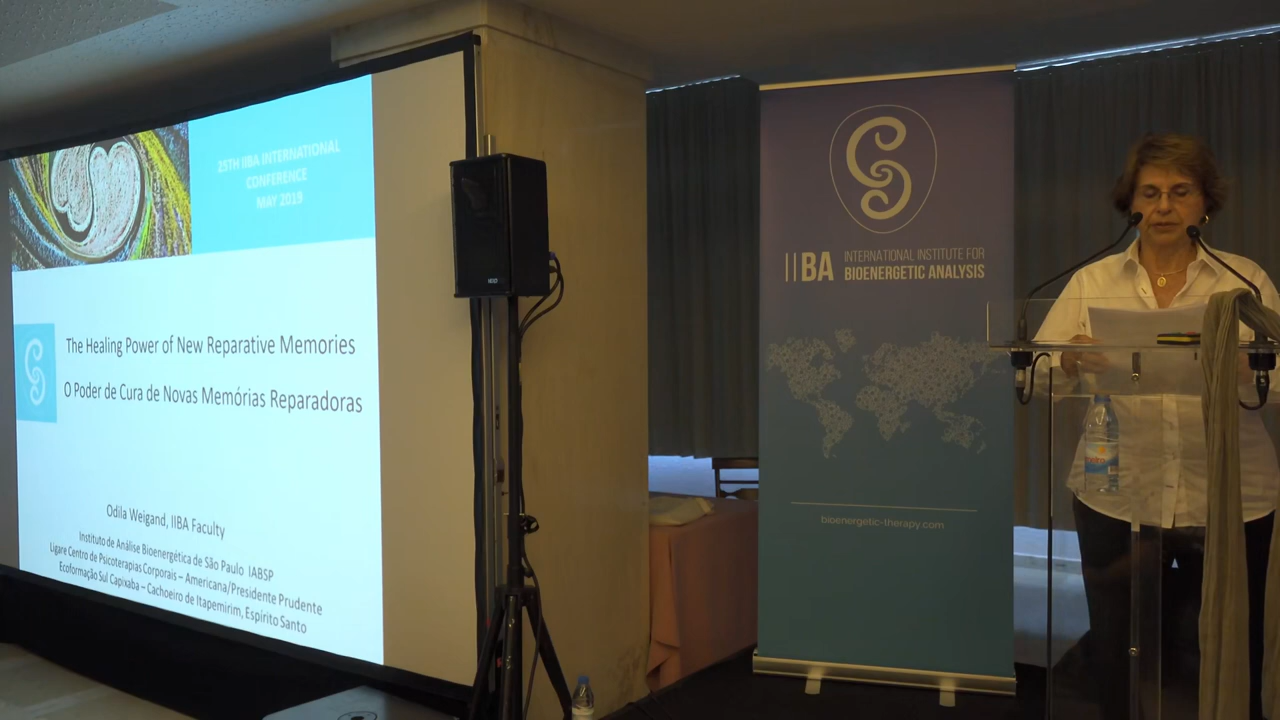 25TH IIBA INTERNATIONAL
CONFERENCE
MAY 2019
The Healing Power of New Reparative Memories
O Poder de Cura de Novas Memórias Reparadoras
Odila Weigand, IIBA Faculty
Instituto de Análise Bioenergética de São Paulo IABSP
Ligare Centro de Psicoterapias Corporais – Americana/Presidente Prudente
Ecoformação Sul Capixaba – Cachoeiro de Itapemirim, Espírito Santo
IIBA
INTERNATIONAL INSTITUTE FOR
BIOENERGETIC ANALYSIS
bioenergetic-therapy.com